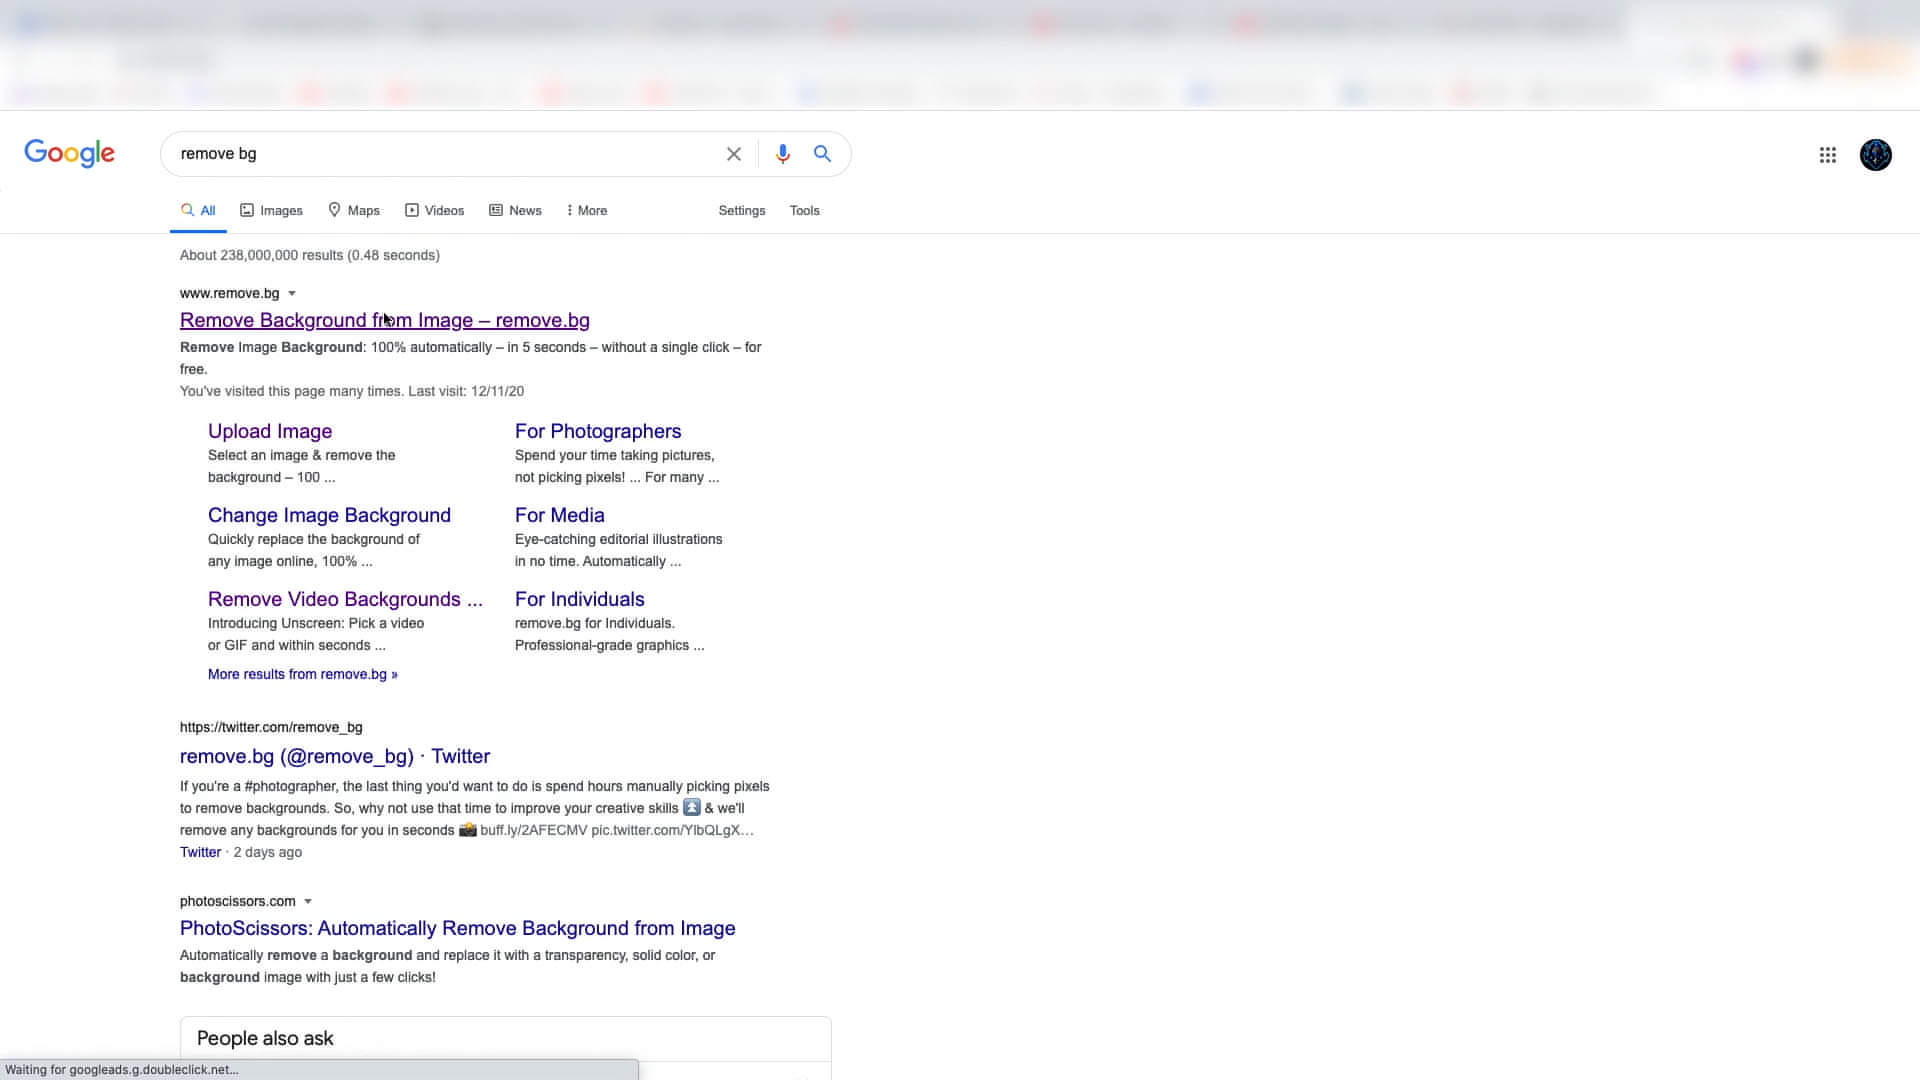 Google
remove bg
All Images Maps Videos News More Settings Tools
About 238,000,000 results (0.48 seconds)
www.remove.bg
Remove Background from Image – remove.bg
Remove Image Background: 100% automatically – in 5 seconds – without a single click – for
free.
You've visited this page many times. Last visit: 12/11/20
Upload Image
Select an image & remove the
background – 100 ...
For Photographers
Spend your time taking pictures,
not picking pixels! ... For many ...
Change Image Background
Quickly replace the background of
any image online, 100% ...
For Media
Eye-catching editorial illustrations
in no time. Automatically ...
Remove Video Backgrounds ...
Introducing Unscreen: Pick a video
or GIF and within seconds ...
For Individuals
remove.bg for Individuals.
Professional-grade graphics ...
More results from remove.bg »
https://twitter.com/remove_bg
remove.bg (@remove_bg) · Twitter
If you're a #photographer, the last thing you'd want to do is spend hours manually picking pixels
to remove backgrounds. So, why not use that time to improve your creative skills ⏫ & we'll
remove any backgrounds for you in seconds 📸 buff.ly/2AFECMV pic.twitter.com/YlbQLgX...
Twitter · 2 days ago
photoscissors.com
PhotoScissors: Automatically Remove Background from Image
Automatically remove a background and replace it with a transparency, solid color, or
background image with just a few clicks!
People also ask
Waiting for googleads.g.doubleclick.net...